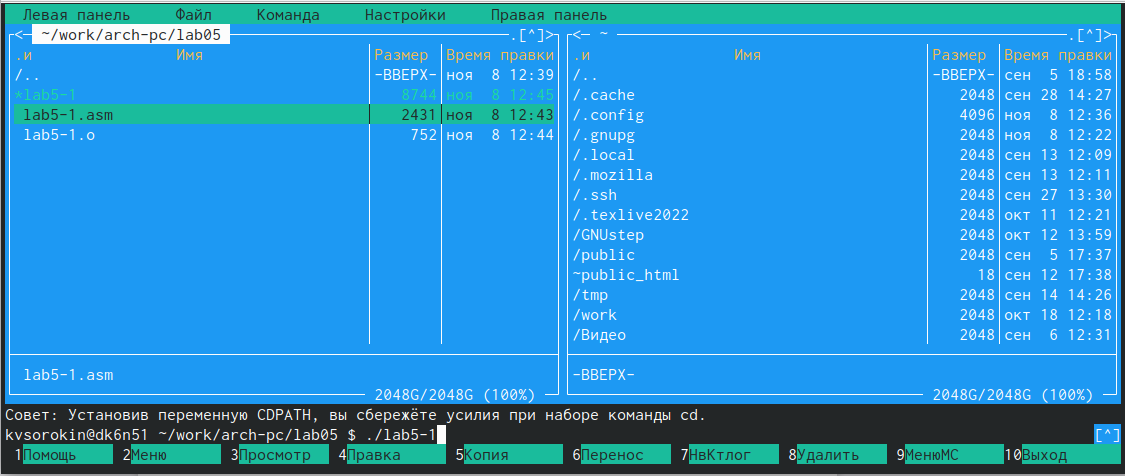 Левая панель Файл Команда Настройки Правая панель
<─ ~/work/arch-pc/lab05 .[^]> <─ ~ .[^]>
.и Имя Размер Время правки .и Имя Размер Время правки
/.. -ВВЕРХ- ноя 8 12:39 /.. -ВВЕРХ- сен 5 18:58
*lab5-1 8744 ноя 8 12:45 /.cache 2048 сен 28 14:27
lab5-1.asm 2431 ноя 8 12:43 /.config 4096 ноя 8 12:36
lab5-1.o 752 ноя 8 12:44 /.gnupg 2048 ноя 8 12:22
/.local 2048 сен 13 12:09
/.mozilla 2048 сен 13 12:11
/.ssh 2048 сен 27 13:30
/.texlive2022 2048 окт 11 12:21
/GNUstep 2048 окт 12 13:59
/public 2048 сен 5 17:37
~public_html 18 сен 12 17:38
/tmp 2048 сен 14 14:26
/work 2048 окт 18 12:18
/Видео 2048 сен 6 12:31
lab5-1.asm -ВВЕРХ-
2048G/2048G (100%) 2048G/2048G (100%)
Совет: Установив переменную CDPATH, вы сбережёте усилия при наборе команды cd.
kvsorokin@dk6n51 ~/work/arch-pc/lab05 $ ./lab5-1 [^]
1Помощь 2Меню 3Просмотр 4Правка 5Копия 6Перенос 7НвКтлог 8Удалить 9МенюMC 10Выход